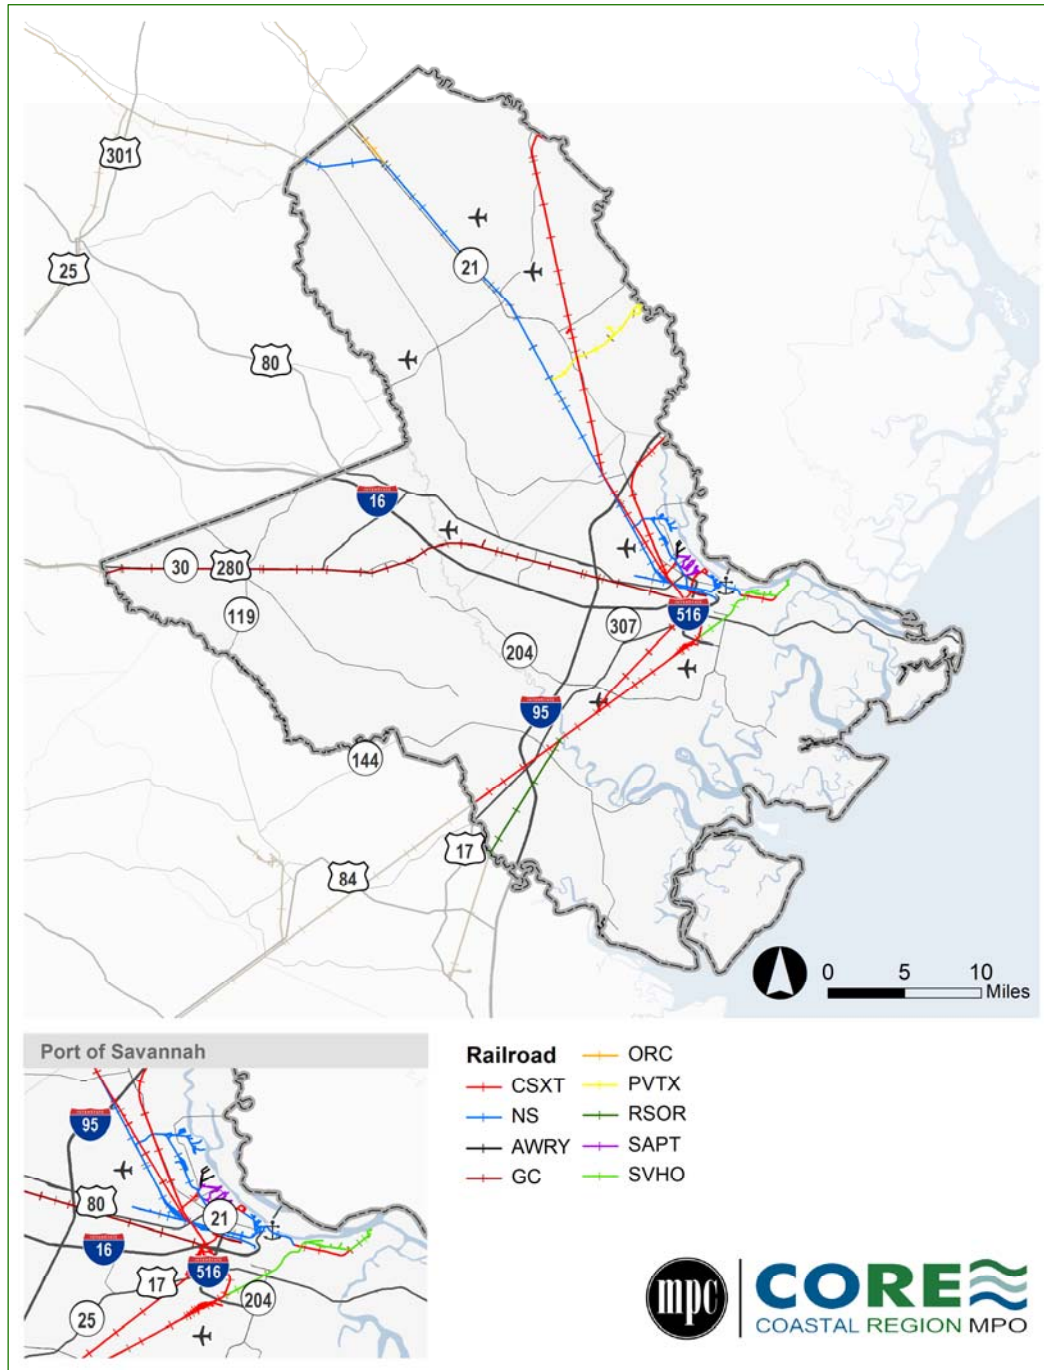 301
25
21
80
16
30
280
119
516
307
204
95
144
17
84
0 5 10
Miles
Port of Savannah
95
80
21
16
17
516
204
25
Railroad
CSXT
NS
AWRY
GC
ORC
PVTX
RSOR
SAPT
SVHO
mpc
CORE
COASTAL REGION MPO